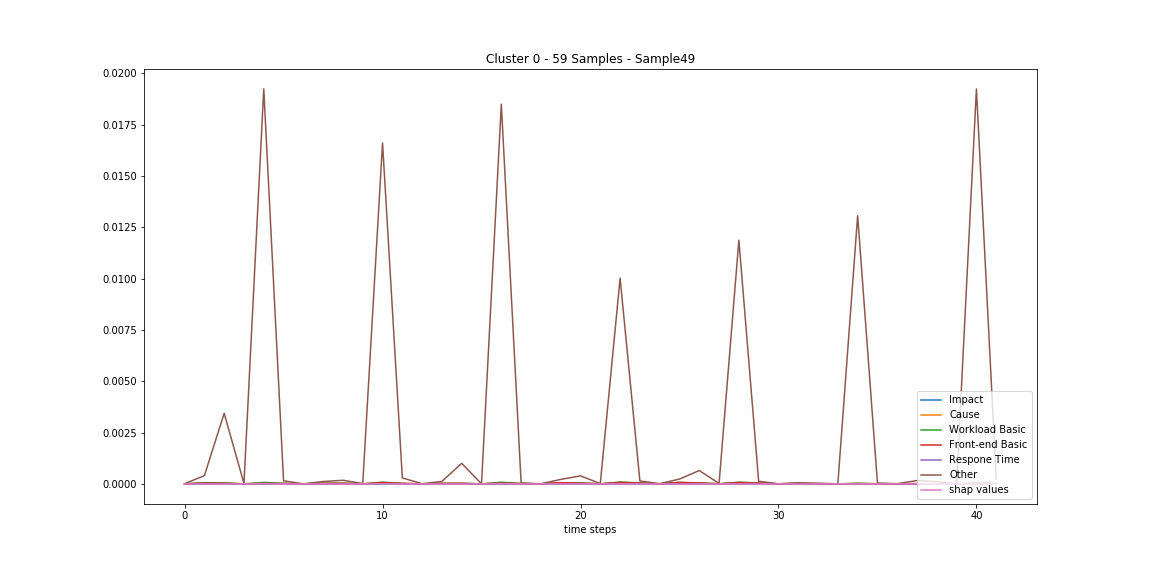 Cluster 0 - 59 Samples - Sample49
0.0200
0.0175
0.0150
0.0125
0.0100
0.0075
0.0050
0.0025
0.0000
Impact
Cause
Workload Basic
Front-end Basic
Respone Time
Other
shap values
0 10 20 30 40
time steps